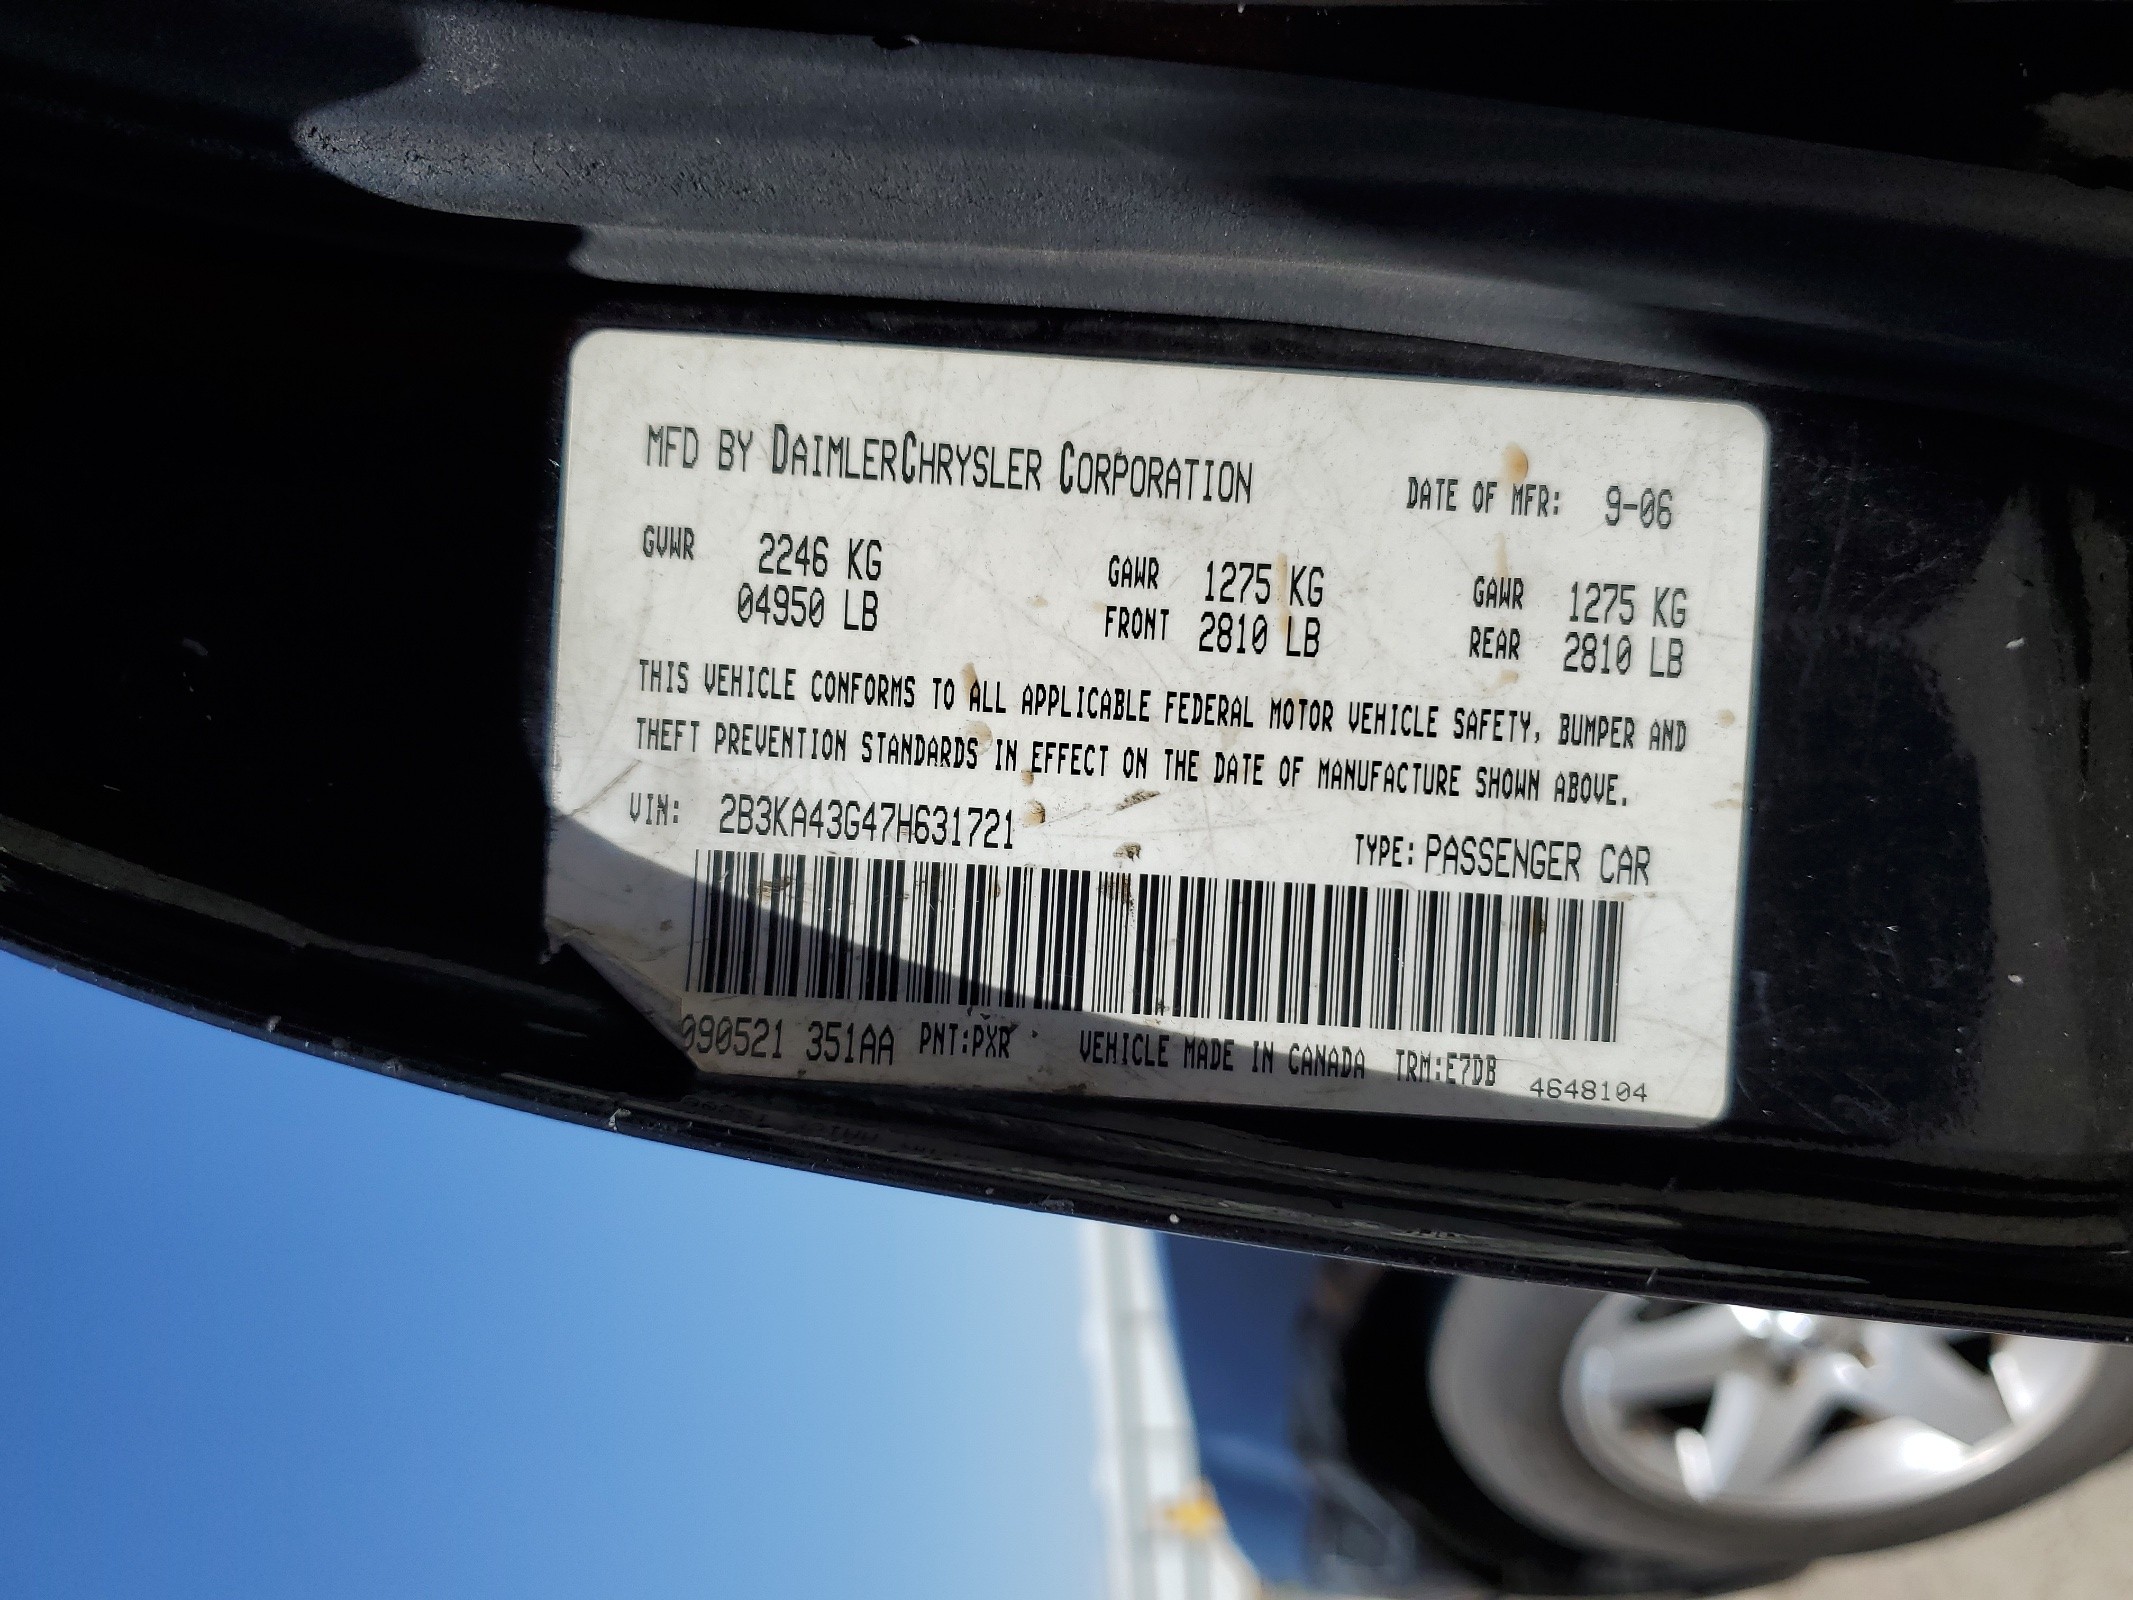 MFD BY DAIMLERCHRYSLER CORPORATION DATE OF MFR: 9-06
GVWR 2246 KG GAWR 1275 KG GAWR 1275 KG
04950 LB FRONT 2810 LB REAR 2810 LB
THIS VEHICLE CONFORMS TO ALL APPLICABLE FEDERAL MOTOR VEHICLE SAFETY, BUMPER AND
THEFT PREVENTION STANDARDS IN EFFECT ON THE DATE OF MANUFACTURE SHOWN ABOVE.
VIN: 2B3KA43G47H631721 TYPE: PASSENGER CAR
090521 351AA PNT:PXR VEHICLE MADE IN CANADA TRM:E7DB 4648104